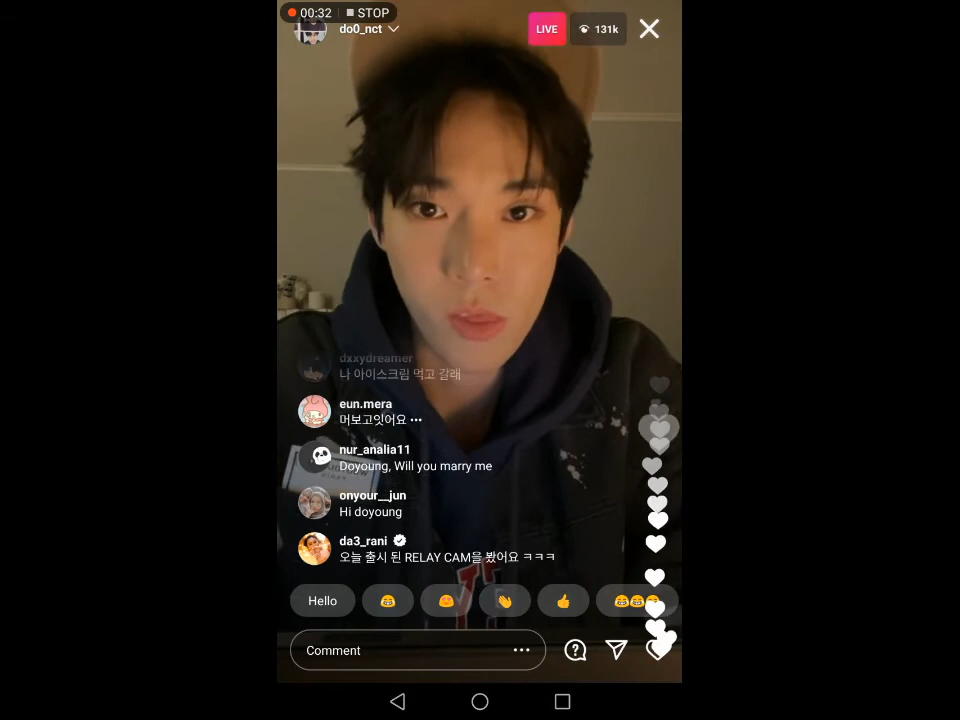 00:32
STOP
do0_nct
LIVE
131k
dxxydreamer
나 아이스크림 먹고 갈래
eun.mera
머보고잇어요 •••
nur_analia11
Doyoung, Will you marry me
onyour__jun
Hi doyoung
da3_rani
오늘 출시 된 RELAY CAM을 봤어요 ㅋㅋㅋ
Hello
Comment